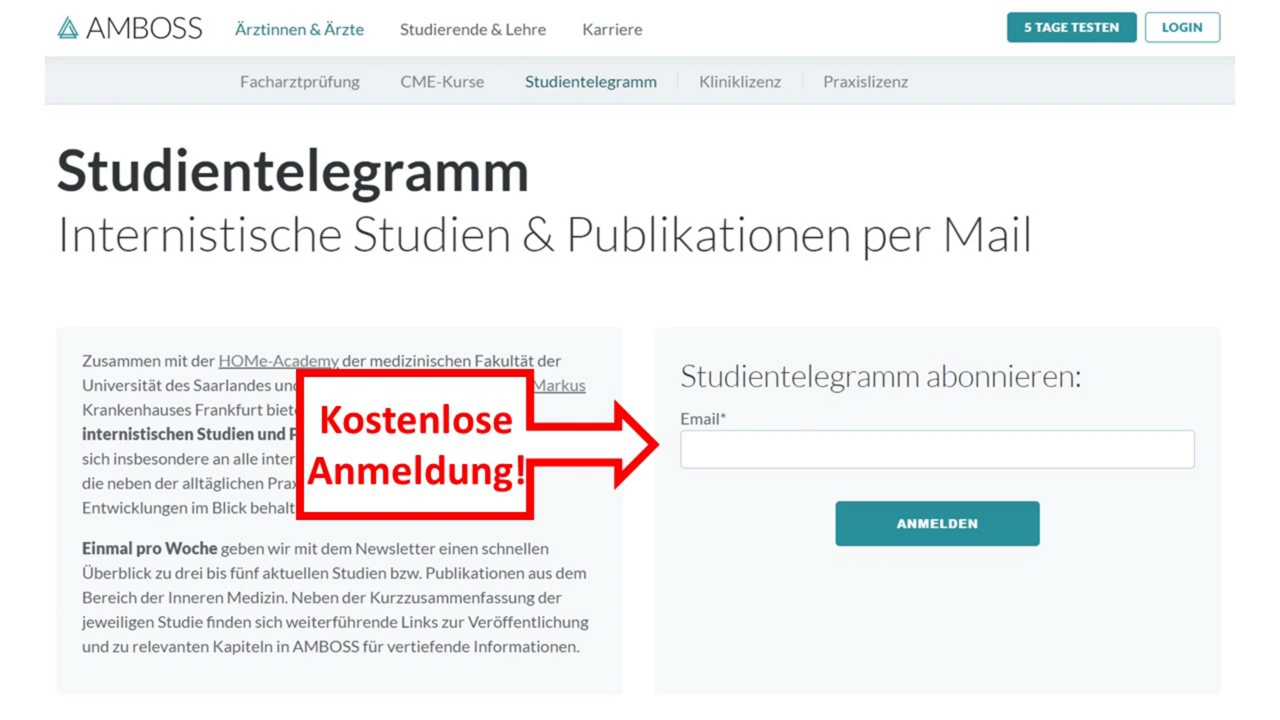 AMBOSS
Ärztinnen & Ärzte
Studierende & Lehre
Karriere
5 TAGE TESTEN
LOGIN
Facharztprüfung
CME-Kurse
Studientelegramm
Kliniklizenz
Praxislizenz
Studientelegramm
Internistische Studien & Publikationen per Mail
Zusammen mit der HOMe-Academy der medizinischen Fakultät der
Universität des Saarlandes und Markus
Krankenhauses Frankfurt
internistischen Studien und
sich insbesondere an alle
die neben der alltäglichen
Entwicklungen im Blick
Einmal pro Woche geben wir mit dem Newsletter einen schnellen
Überblick zu drei bis fünf aktuellen Studien bzw. Publikationen aus dem
Bereich der Inneren Medizin. Neben der Kurzzusammenfassung der
jeweiligen Studie finden sich weiterführende Links zur Veröffentlichung
und zu relevanten Kapiteln in AMBOSS für vertiefende Informationen.
Kostenlose
Anmeldung!
Studientelegramm abonnieren:
Email*
ANMELDEN